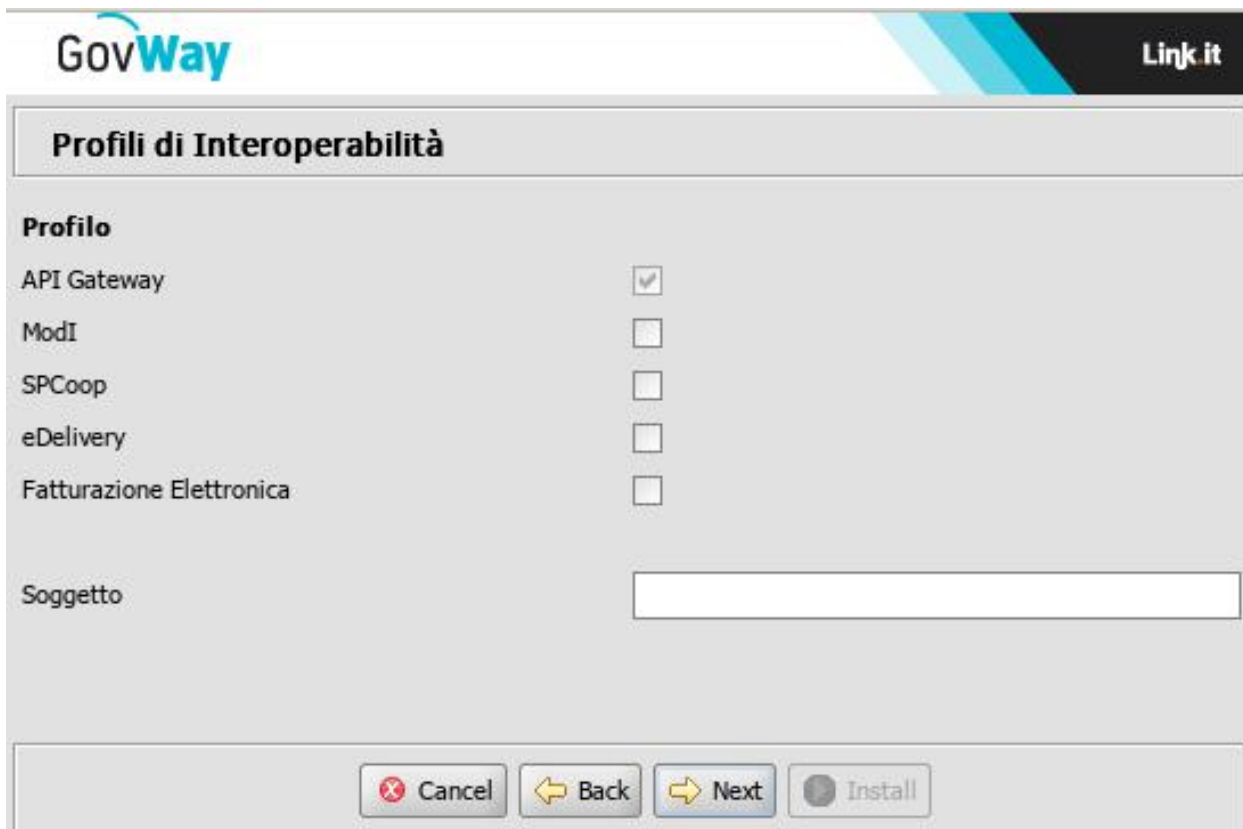 GovWay
Link.it
Profili di Interoperabilità
Profilo
API Gateway
ModI
SPCoop
eDelivery
Fatturazione Elettronica
Soggetto
Cancel Back Next Install